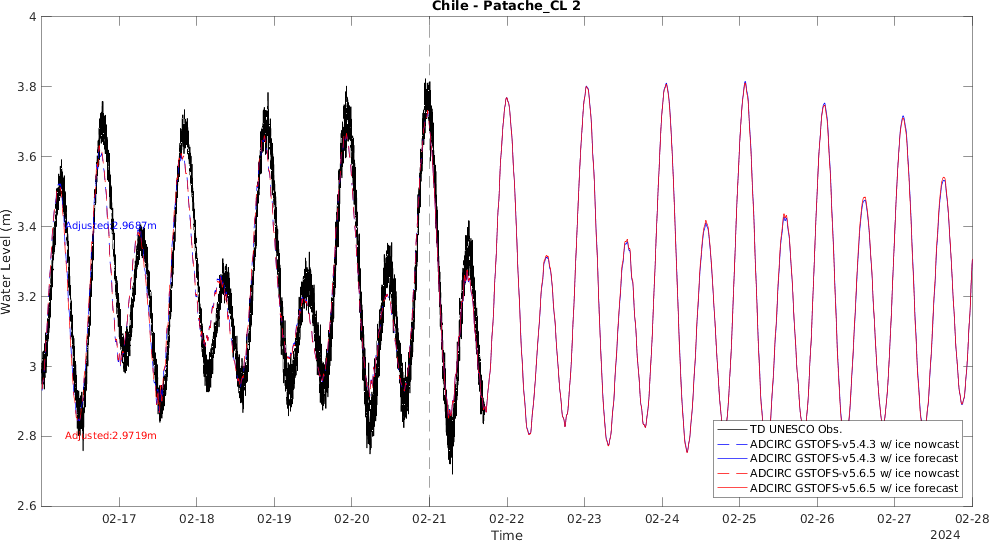 Chile - Patache_CL 2
4
3.8
3.6
3.4
3.2
3
2.8
2.6
Water Level (m)
Adjusted:2.9687m
Adjusted:2.9719m
TD UNESCO Obs.
ADCIRC GSTOFS-v5.4.3 w/ ice nowcast
ADCIRC GSTOFS-v5.4.3 w/ ice forecast
ADCIRC GSTOFS-v5.6.5 w/ ice nowcast
ADCIRC GSTOFS-v5.6.5 w/ ice forecast
02-17 02-18 02-19 02-20 02-21 02-22 02-23 02-24 02-25 02-26 02-27 02-28
Time
2024